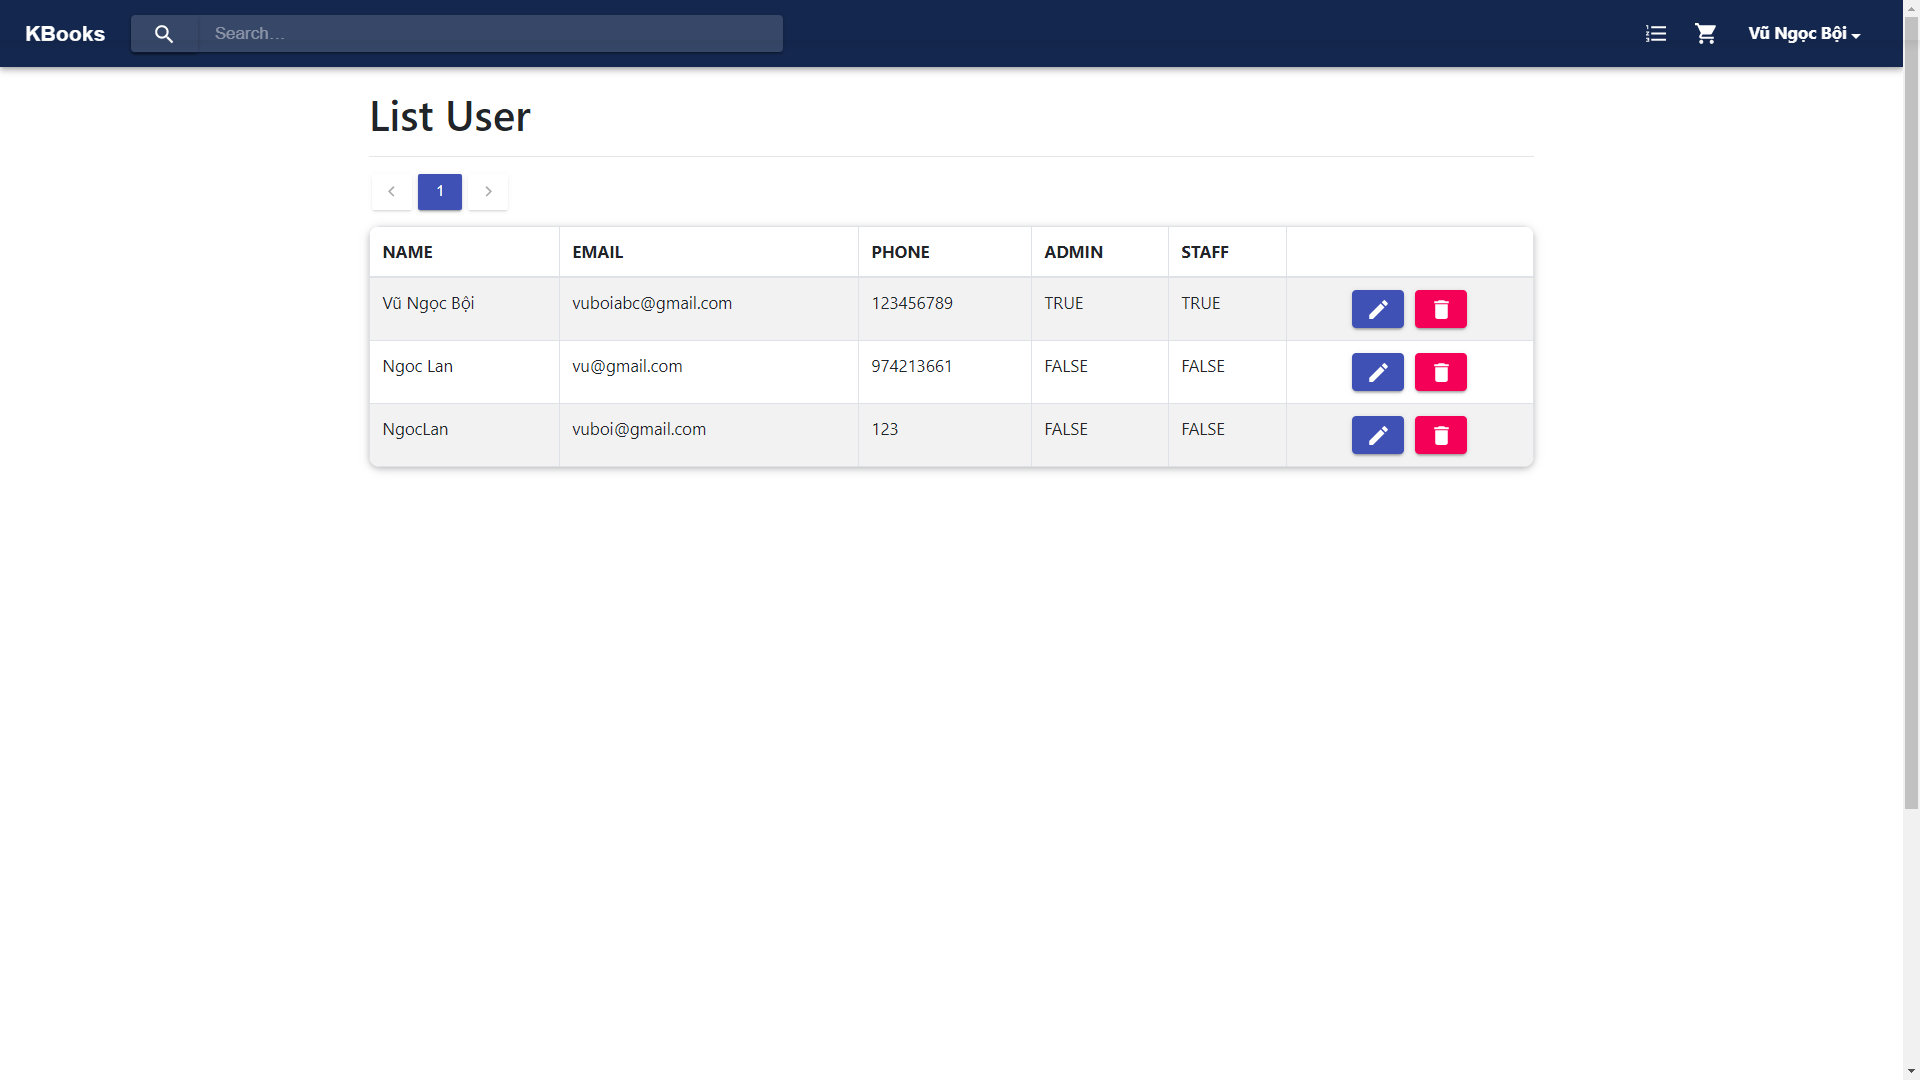 KBooks Search... Vũ Ngọc Bội
List User
1
NAME EMAIL PHONE ADMIN STAFF
Vũ Ngọc Bội vuboiabc@gmail.com 123456789 TRUE TRUE
Ngoc Lan vu@gmail.com 974213661 FALSE FALSE
NgocLan vuboi@gmail.com 123 FALSE FALSE